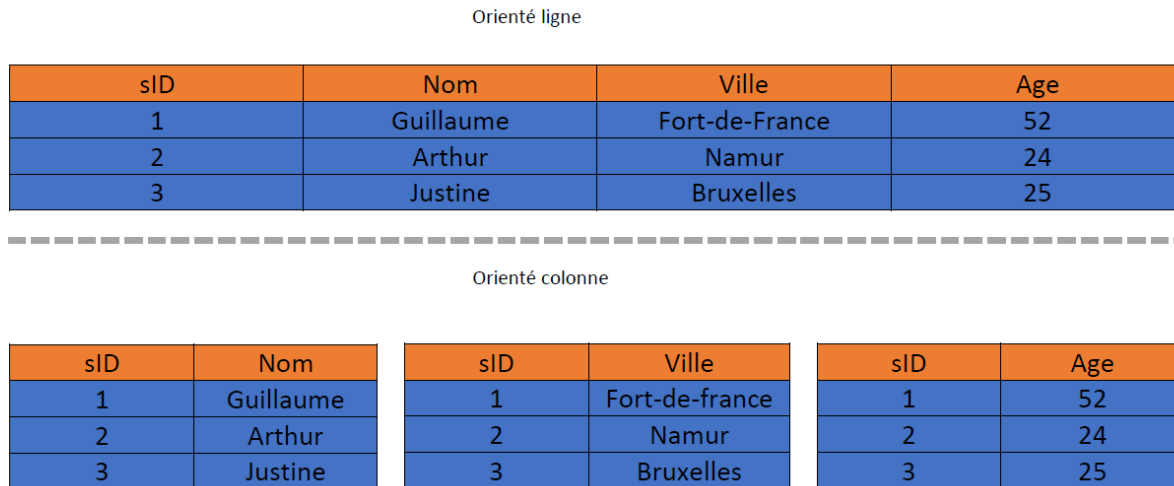 Orienté ligne
sID Nom Ville Age
1 Guillaume Fort-de-France 52
2 Arthur Namur 24
3 Justine Bruxelles 25
Orienté colonne
sID Nom sID Ville sID Age
1 Guillaume 1 Fort-de-france 1 52
2 Arthur 2 Namur 2 24
3 Justine 3 Bruxelles 3 25